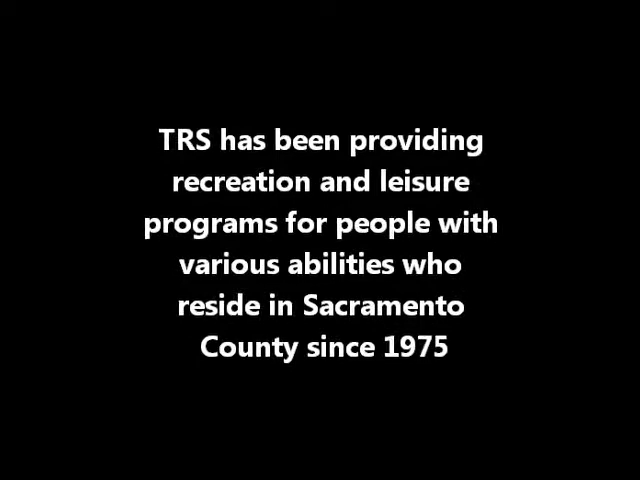 TRS has been providing
recreation and leisure
programs for people with
various abilities who
reside in Sacramento
County since 1975